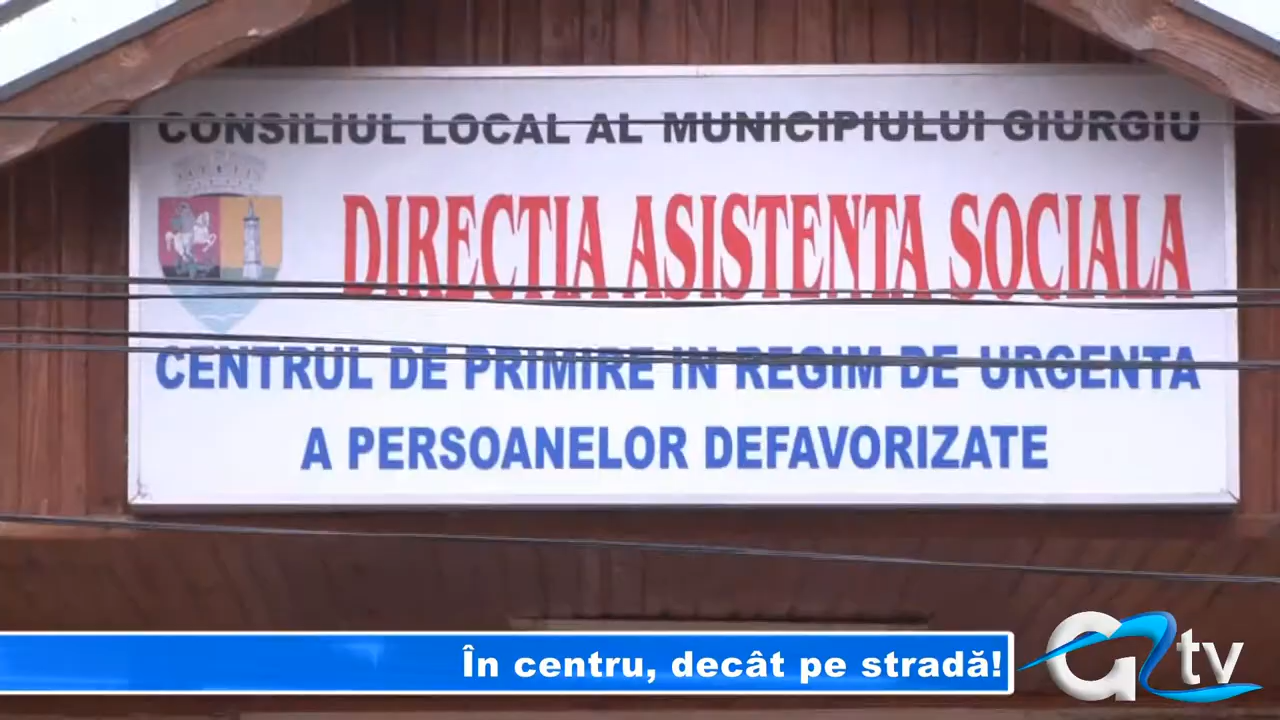 CONSILIUL LOCAL AL MUNICIPIULUI GIURGIU
DIRECTIA ASISTENTA SOCIALA
CENTRUL DE PRIMIRE IN REGIM DE URGENTA
A PERSOANELOR DEFAVORIZATE
În centru, decât pe stradă!
G2 tv